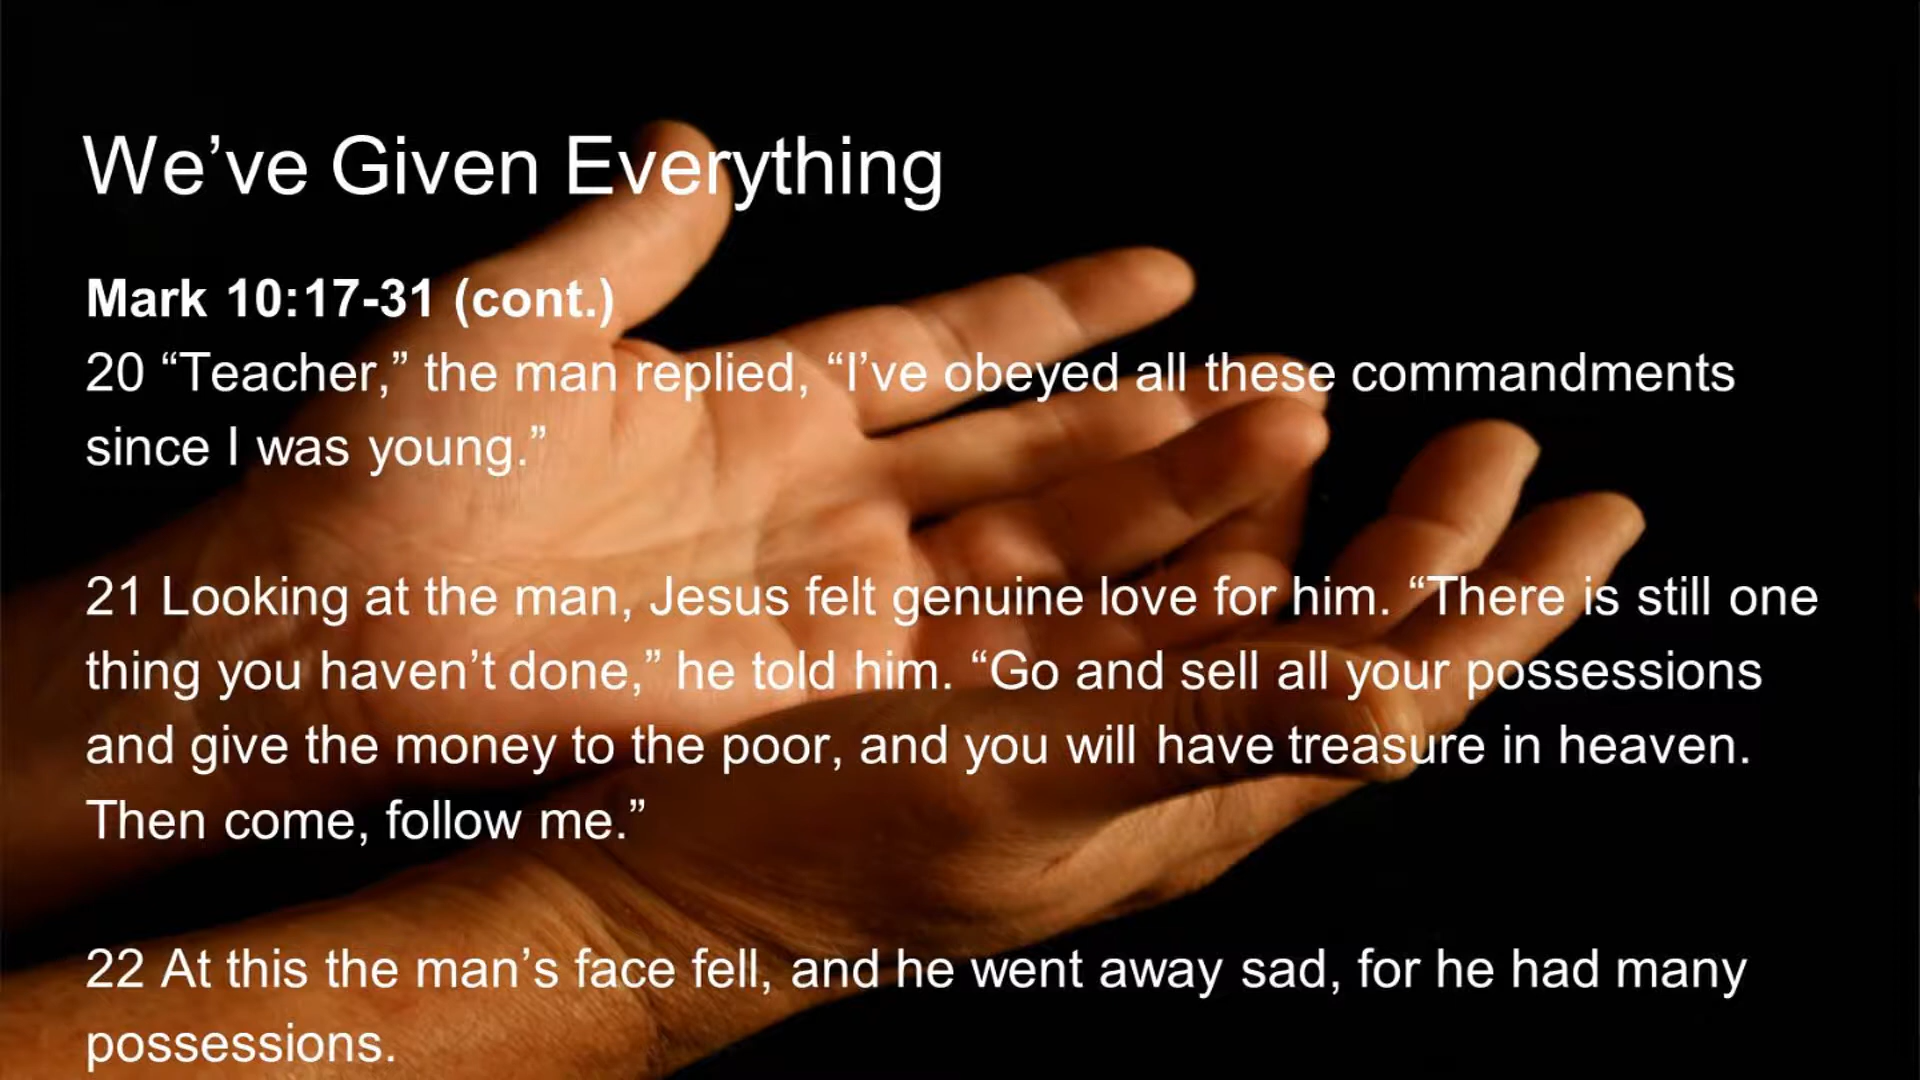 We’ve Given Everything
Mark 10:17-31 (cont.)
20 “Teacher,” the man replied, “I’ve obeyed all these commandments
since I was young.”
21 Looking at the man, Jesus felt genuine love for him. “There is still one
thing you haven’t done,” he told him. “Go and sell all your possessions
and give the money to the poor, and you will have treasure in heaven.
Then come, follow me.”
22 At this the man’s face fell, and he went away sad, for he had many
possessions.